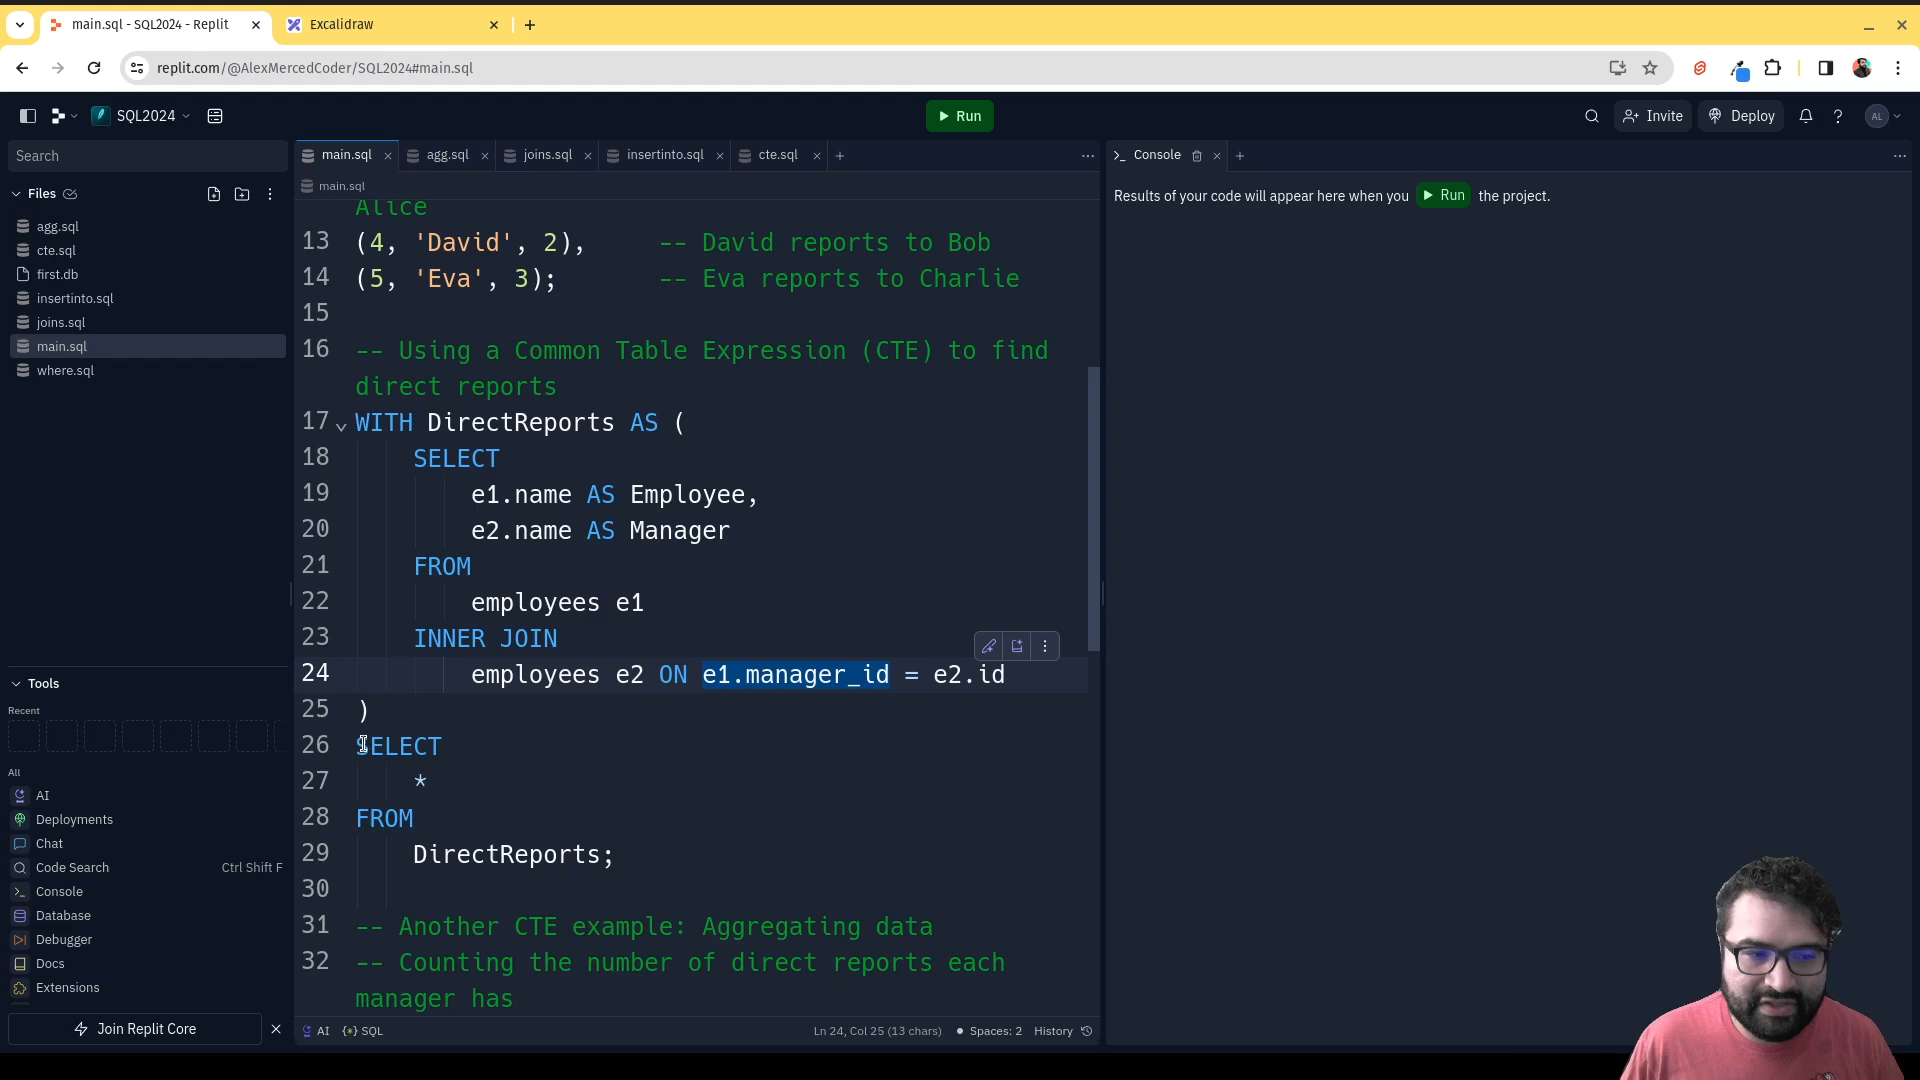 main.sql - SQL2024 - Replit
Excalidraw
replit.com/@AlexMercedCoder/SQL2024#main.sql
SQL2024
Run
Invite
Deploy
AL
Search
main.sql
agg.sql
joins.sql
insertinto.sql
cte.sql
Console
Files
main.sql
Results of your code will appear here when you Run the project.
agg.sql
cte.sql
first.db
insertinto.sql
joins.sql
main.sql
where.sql
Alice
13 (4, 'David', 2), -- David reports to Bob
14 (5, 'Eva', 3); -- Eva reports to Charlie
15
16 -- Using a Common Table Expression (CTE) to find
direct reports
17 WITH DirectReports AS (
18 SELECT
19 e1.name AS Employee,
20 e2.name AS Manager
21 FROM
22 employees e1
23 INNER JOIN
24 employees e2 ON e1.manager_id = e2.id
25 )
26 SELECT
27 *
28 FROM
29 DirectReports;
30
31 -- Another CTE example: Aggregating data
32 -- Counting the number of direct reports each
manager has
Tools
Recent
All
AI
Deployments
Chat
Code Search Ctrl Shift F
Console
Database
Debugger
Docs
Extensions
Join Replit Core
AI
{*} SQL
Ln 24, Col 25 (13 chars)
Spaces: 2
History